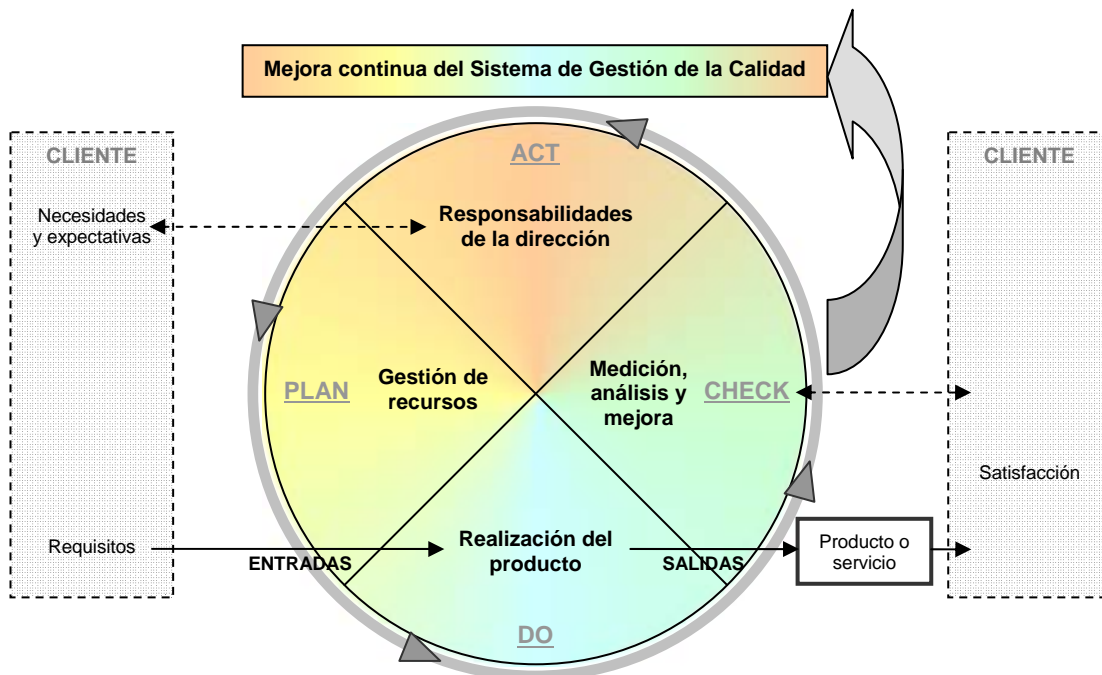 Mejora continua del Sistema de Gestión de la Calidad
CLIENTE
Necesidades
y expectativas
Requisitos
ACT
Responsabilidades
de la dirección
PLAN
Gestión de
recursos
Medición,
análisis y
mejora
CHECK
ENTRADAS
Realización del
producto
SALIDAS
DO
Producto o
servicio
CLIENTE
Satisfacción